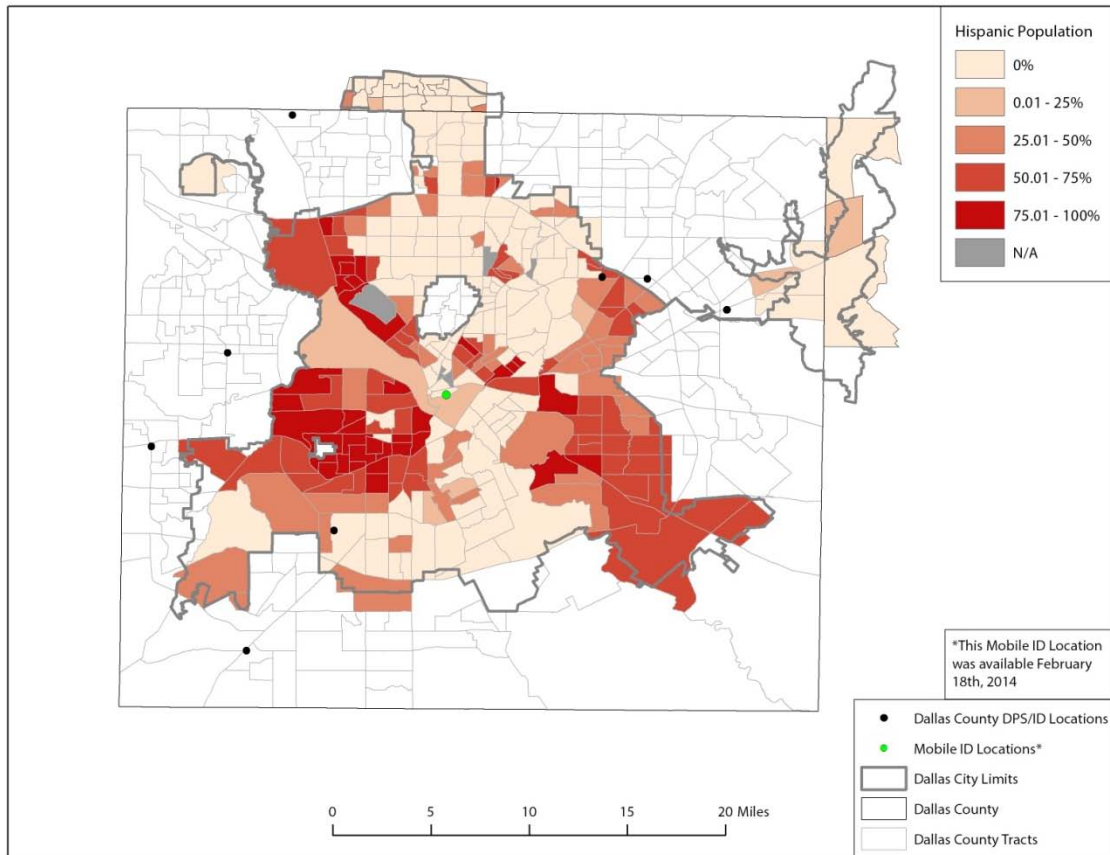 Hispanic Population
0%
0.01 - 25%
25.01 - 50%
50.01 - 75%
75.01 - 100%
N/A
*This Mobile ID Location
was available February
18th, 2014
Dallas County DPS/ID Locations
Mobile ID Locations*
Dallas City Limits
Dallas County
Dallas County Tracts
0 5 10 15 20 Miles